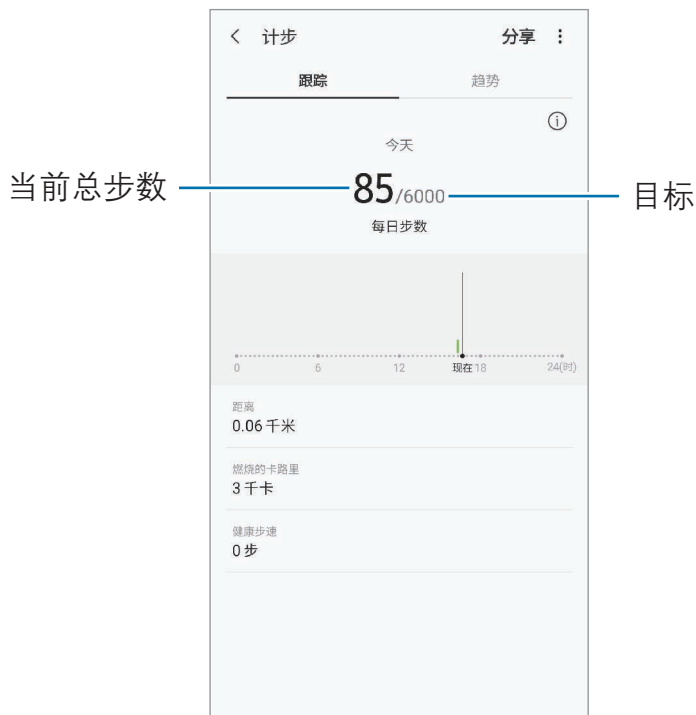 计步 分享
跟踪 趋势
今天
当前总步数 85/6000 目标
每日步数
0 6 12 现在 18 24(时)
距离
0.06 千米
燃烧的卡路里
3 千卡
健康步速
0 步